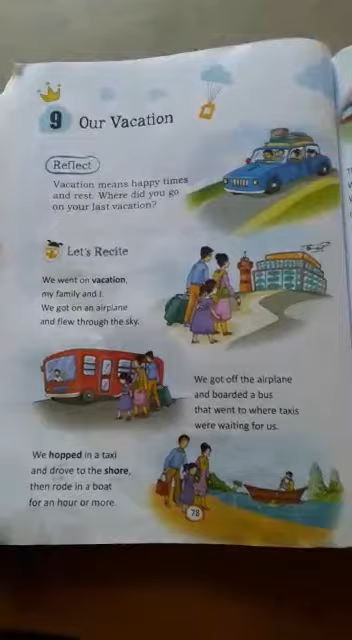 9 Our Vacation
Reflect
Vacation means happy times
and rest. Where did you go
on your last vacation?
Let's Recite
We went on vacation,
my family and I.
We got on an airplane
and flew through the sky.
We got off the airplane
and boarded a bus
that went to where taxis
were waiting for us.
We hopped in a taxi
and drove to the shore,
then rode in a boat
for an hour or more.
78